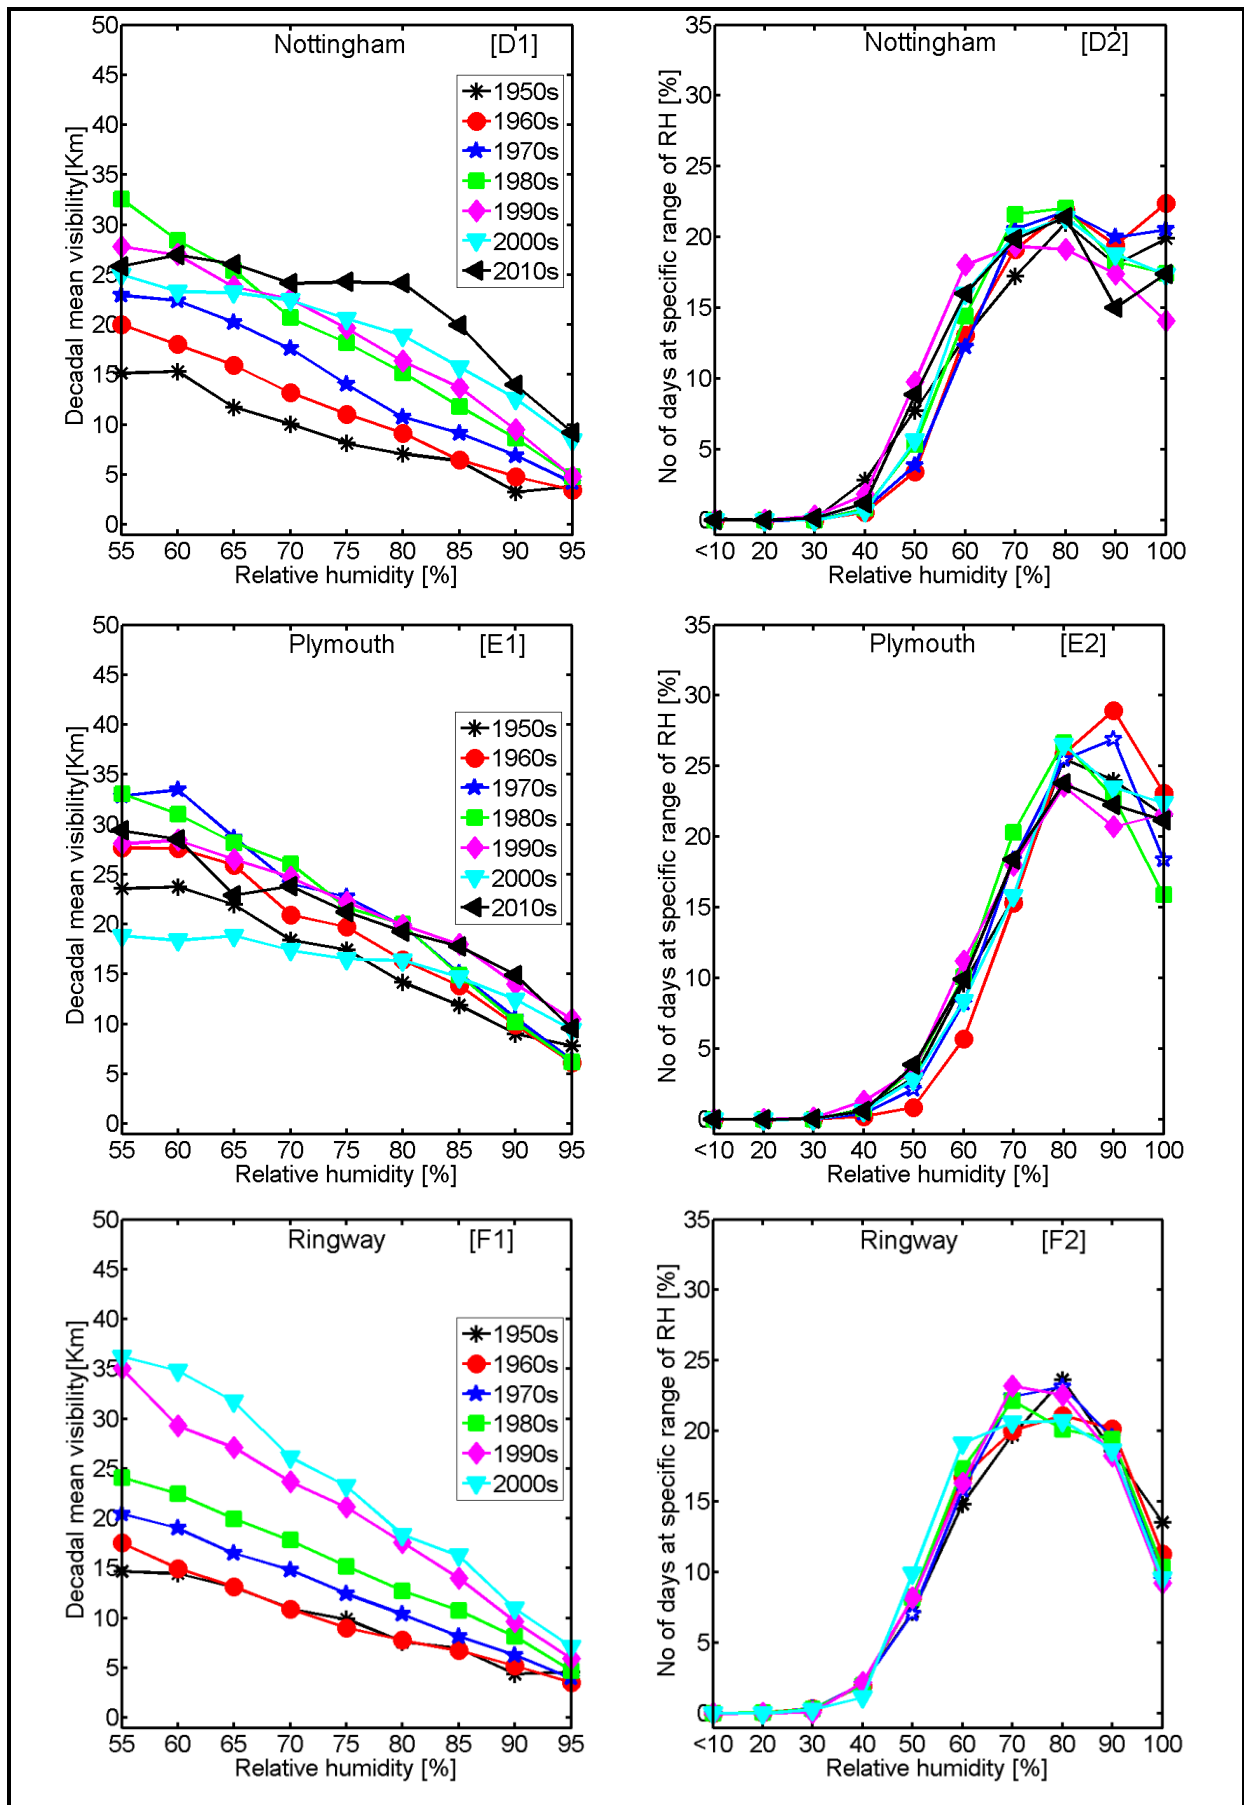 Nottingham [D1]
50
45
40
35
30
25
20
15
10
5
0
Decadal mean visibility[Km]
1950s
1960s
1970s
1980s
1990s
2000s
2010s
55 60 65 70 75 80 85 90 95
Relative humidity [%]
Nottingham [D2]
35
30
25
20
15
10
5
0
No of days at specific range of RH [%]
<10 20 30 40 50 60 70 80 90 100
Relative humidity [%]
Plymouth [E1]
50
45
40
35
30
25
20
15
10
5
0
Decadal mean visibility[Km]
1950s
1960s
1970s
1980s
1990s
2000s
2010s
55 60 65 70 75 80 85 90 95
Relative humidity [%]
Plymouth [E2]
35
30
25
20
15
10
5
0
No of days at specific range of RH [%]
<10 20 30 40 50 60 70 80 90 100
Relative humidity [%]
Ringway [F1]
50
45
40
35
30
25
20
15
10
5
0
Decadal mean visibility[Km]
1950s
1960s
1970s
1980s
1990s
2000s
55 60 65 70 75 80 85 90 95
Relative humidity [%]
Ringway [F2]
35
30
25
20
15
10
5
0
No of days at specific range of RH [%]
<10 20 30 40 50 60 70 80 90 100
Relative humidity [%]